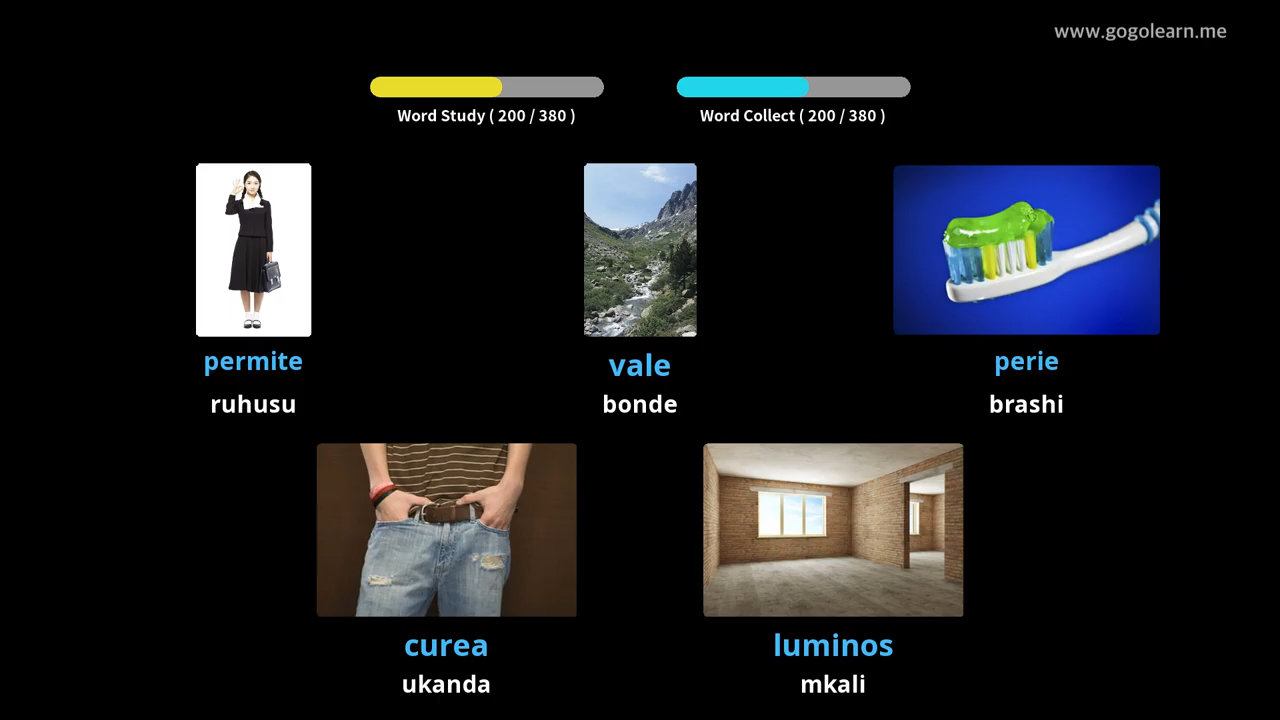 www.gogolearn.me
Word Study ( 200 / 380 )
Word Collect ( 200 / 380 )
permite
ruhusu
vale
bonde
perie
brashi
curea
ukanda
luminos
mkali